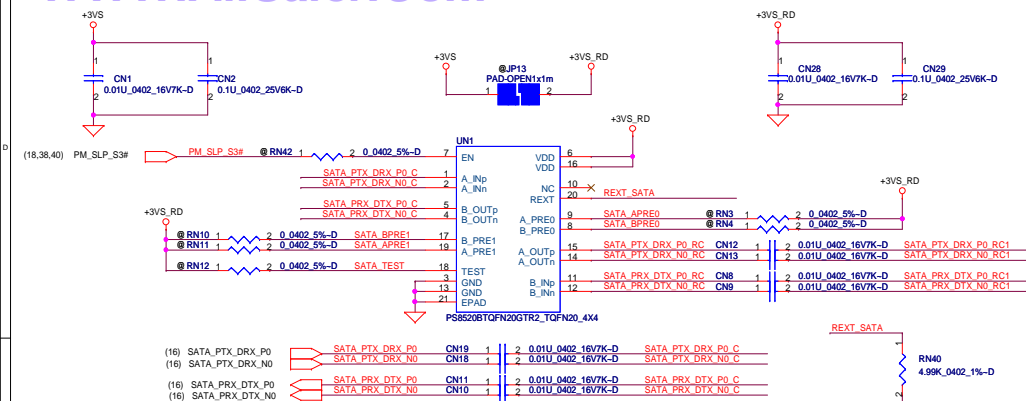 +3VS
+3VS_RD
1
1
CN1
0.01U_0402_16V7K~D
2
CN2
0.1U_0402_25V6K~D
2
+3VS
@JP13
PAD-OPEN1x1m
+3VS_RD
1
2
1
1
CN28
0.01U_0402_16V7K~D
2
CN29
0.1U_0402_25V6K~D
2
+3VS_RD
D
(18,38,40) PM_SLP_S3#
PM_SLP_S3# @RN42 1 2 0_0402_5%~D
UN1
7 EN
VDD 6
VDD 16
SATA_PTX_DRX_P0_C 1 A_INp
SATA_PTX_DRX_N0_C 2 A_INn
NC 10
REXT 20 REXT_SATA
+3VS_RD
SATA_PRX_DTX_P0_C 5 B_OUTp
SATA_PRX_DTX_N0_C 4 B_OUTn
A_PRE0 9 SATA_APRE0 @RN3 1 2 0_0402_5%~D
B_PRE0 8 SATA_BPRE0 @RN4 1 2 0_0402_5%~D
+3VS_RD
@RN10 1 2 0_0402_5%~D SATA_BPRE1 17 B_PRE1
@RN11 1 2 0_0402_5%~D SATA_APRE1 19 A_PRE1
A_OUTp 15 SATA_PTX_DRX_P0_RC CN12 1 2 0.01U_0402_16V7K~D SATA_PTX_DRX_P0_RC1
A_OUTn 14 SATA_PTX_DRX_N0_RC CN13 1 2 0.01U_0402_16V7K~D SATA_PTX_DRX_N0_RC1
@RN12 1 2 0_0402_5%~D SATA_TEST 18 TEST
3 GND
13 GND
21 EPAD
B_INp 11 SATA_PRX_DTX_P0_RC CN8 1 2 0.01U_0402_16V7K~D SATA_PRX_DTX_P0_RC1
B_INn 12 SATA_PRX_DTX_N0_RC CN9 1 2 0.01U_0402_16V7K~D SATA_PRX_DTX_N0_RC1
PS8520BTQFN20GTR2_TQFN20_4X4
REXT_SATA
1
RN40
4.99K_0402_1%~D
2
(16) SATA_PTX_DRX_P0 SATA_PTX_DRX_P0 CN19 1 2 0.01U_0402_16V7K~D SATA_PTX_DRX_P0_C
(16) SATA_PTX_DRX_N0 SATA_PTX_DRX_N0 CN18 1 2 0.01U_0402_16V7K~D SATA_PTX_DRX_N0_C
(16) SATA_PRX_DTX_P0 SATA_PRX_DTX_P0 CN11 1 2 0.01U_0402_16V7K~D SATA_PRX_DTX_P0_C
(16) SATA_PRX_DTX_N0 SATA_PRX_DTX_N0 CN10 1 2 0.01U_0402_16V7K~D SATA_PRX_DTX_N0_C